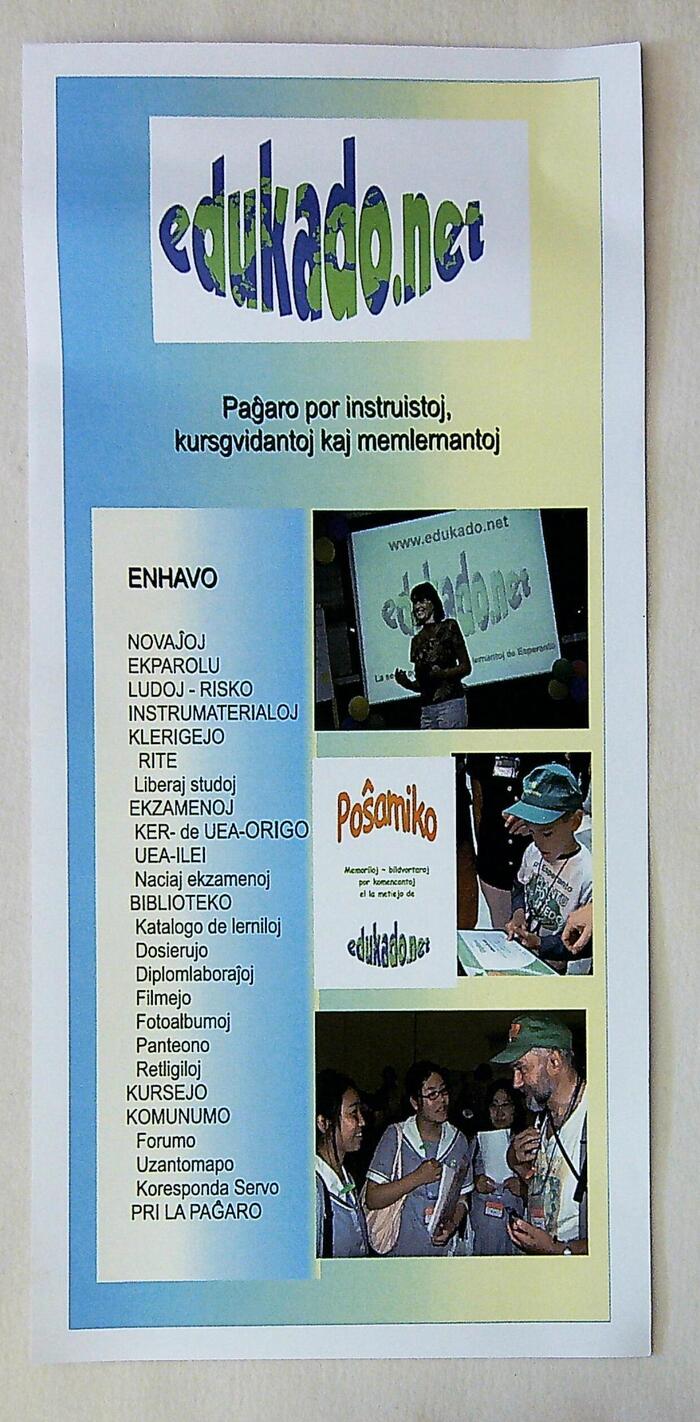 edukado.net
Paĝaro por instruistoj,
kursgvidantoj kaj memlernantoj
ENHAVO
NOVAĴOJ
EKPAROLU
LUDOJ - RISKO
INSTRUMATERIALOJ
KLERIGEJO
RITE
Liberaj studoj
EKZAMENOJ
KER- de UEA-ORIGO
UEA-ILEI
Naciaj ekzamenoj
BIBLIOTEKO
Katalogo de lerniloj
Dosierujo
Diplomlaboraĵoj
Filmejo
Fotoalbumoj
Panteono
Retligiloj
KURSEJO
KOMUNUMO
Forumo
Uzantomapo
Koresponda Servo
PRI LA PAĜARO
www.edukado.net
edukado.net
La de Esperanto
Poŝamiko
Memoriloj - bildvortaroj
por komencantoj
el la metiejo de
edukado.net